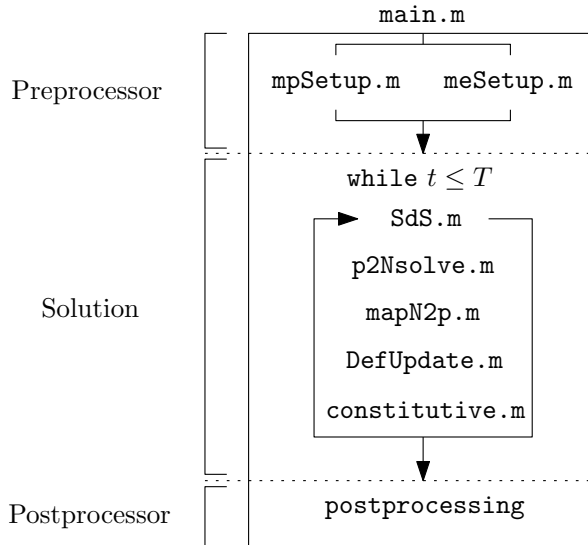 main.m
mpSetup.m meSetup.m
Preprocessor
while t ≤ T
SdS.m
p2Nsolve.m
mapN2p.m
Solution
DefUpdate.m
constitutive.m
postprocessing
Postprocessor